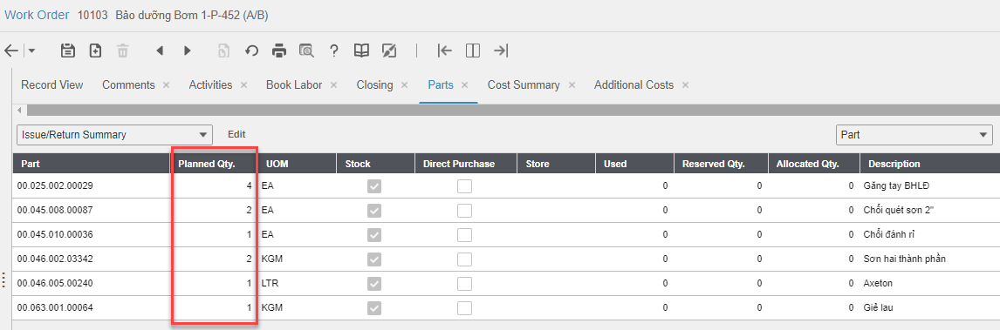 Work Order 10103 Bảo dưỡng Bơm 1-P-452 (A/B)
Record View Comments Activities Book Labor Closing Parts Cost Summary Additional Costs
Issue/Return Summary Edit Part
Part Planned Qty. UOM Stock Direct Purchase Store Used Reserved Qty. Allocated Qty. Description
00.025.002.00029 4 EA 0 0 0 Găng tay BHLĐ
00.045.008.00087 2 EA 0 0 0 Chổi quét sơn 2"
00.045.010.00036 1 EA 0 0 0 Chổi đánh rỉ
00.046.002.03342 2 KGM 0 0 0 Sơn hai thành phần
00.046.005.00240 1 LTR 0 0 0 Axeton
00.063.001.00064 1 KGM 0 0 0 Giẻ lau